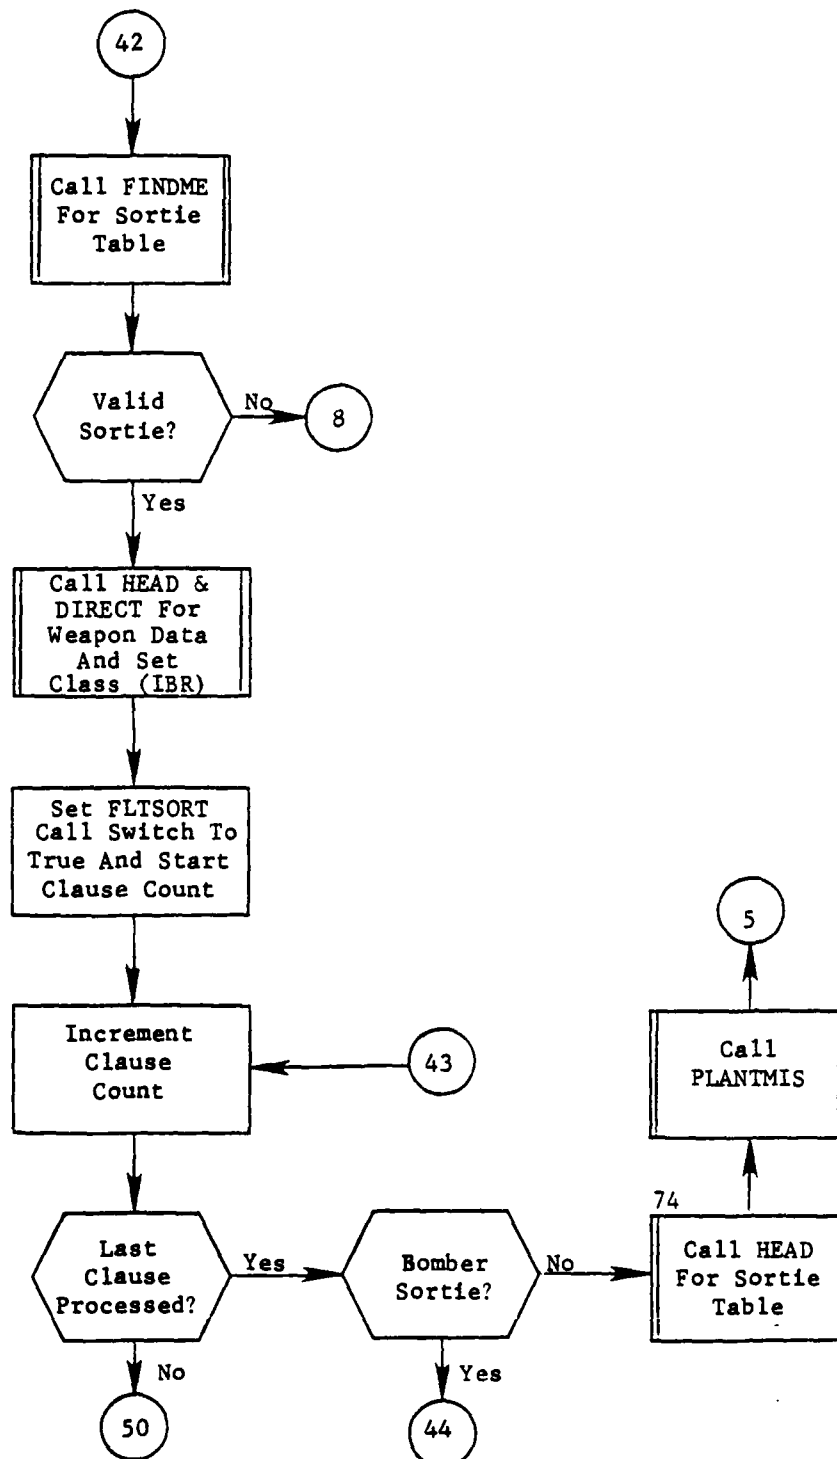 42
Call FINDME
For Sortie
Table
Valid
Sortie?
No
8
Yes
Call HEAD &
DIRECT For
Weapon Data
And Set
Class (IBR)
Set FLTSORT
Call Switch To
True And Start
Clause Count
Increment
Clause
Count
43
Last
Clause
Processed?
Yes
No
50
Bomber
Sortie?
Yes
44
No
74
Call HEAD
For Sortie
Table
Call
PLANTMIS
5